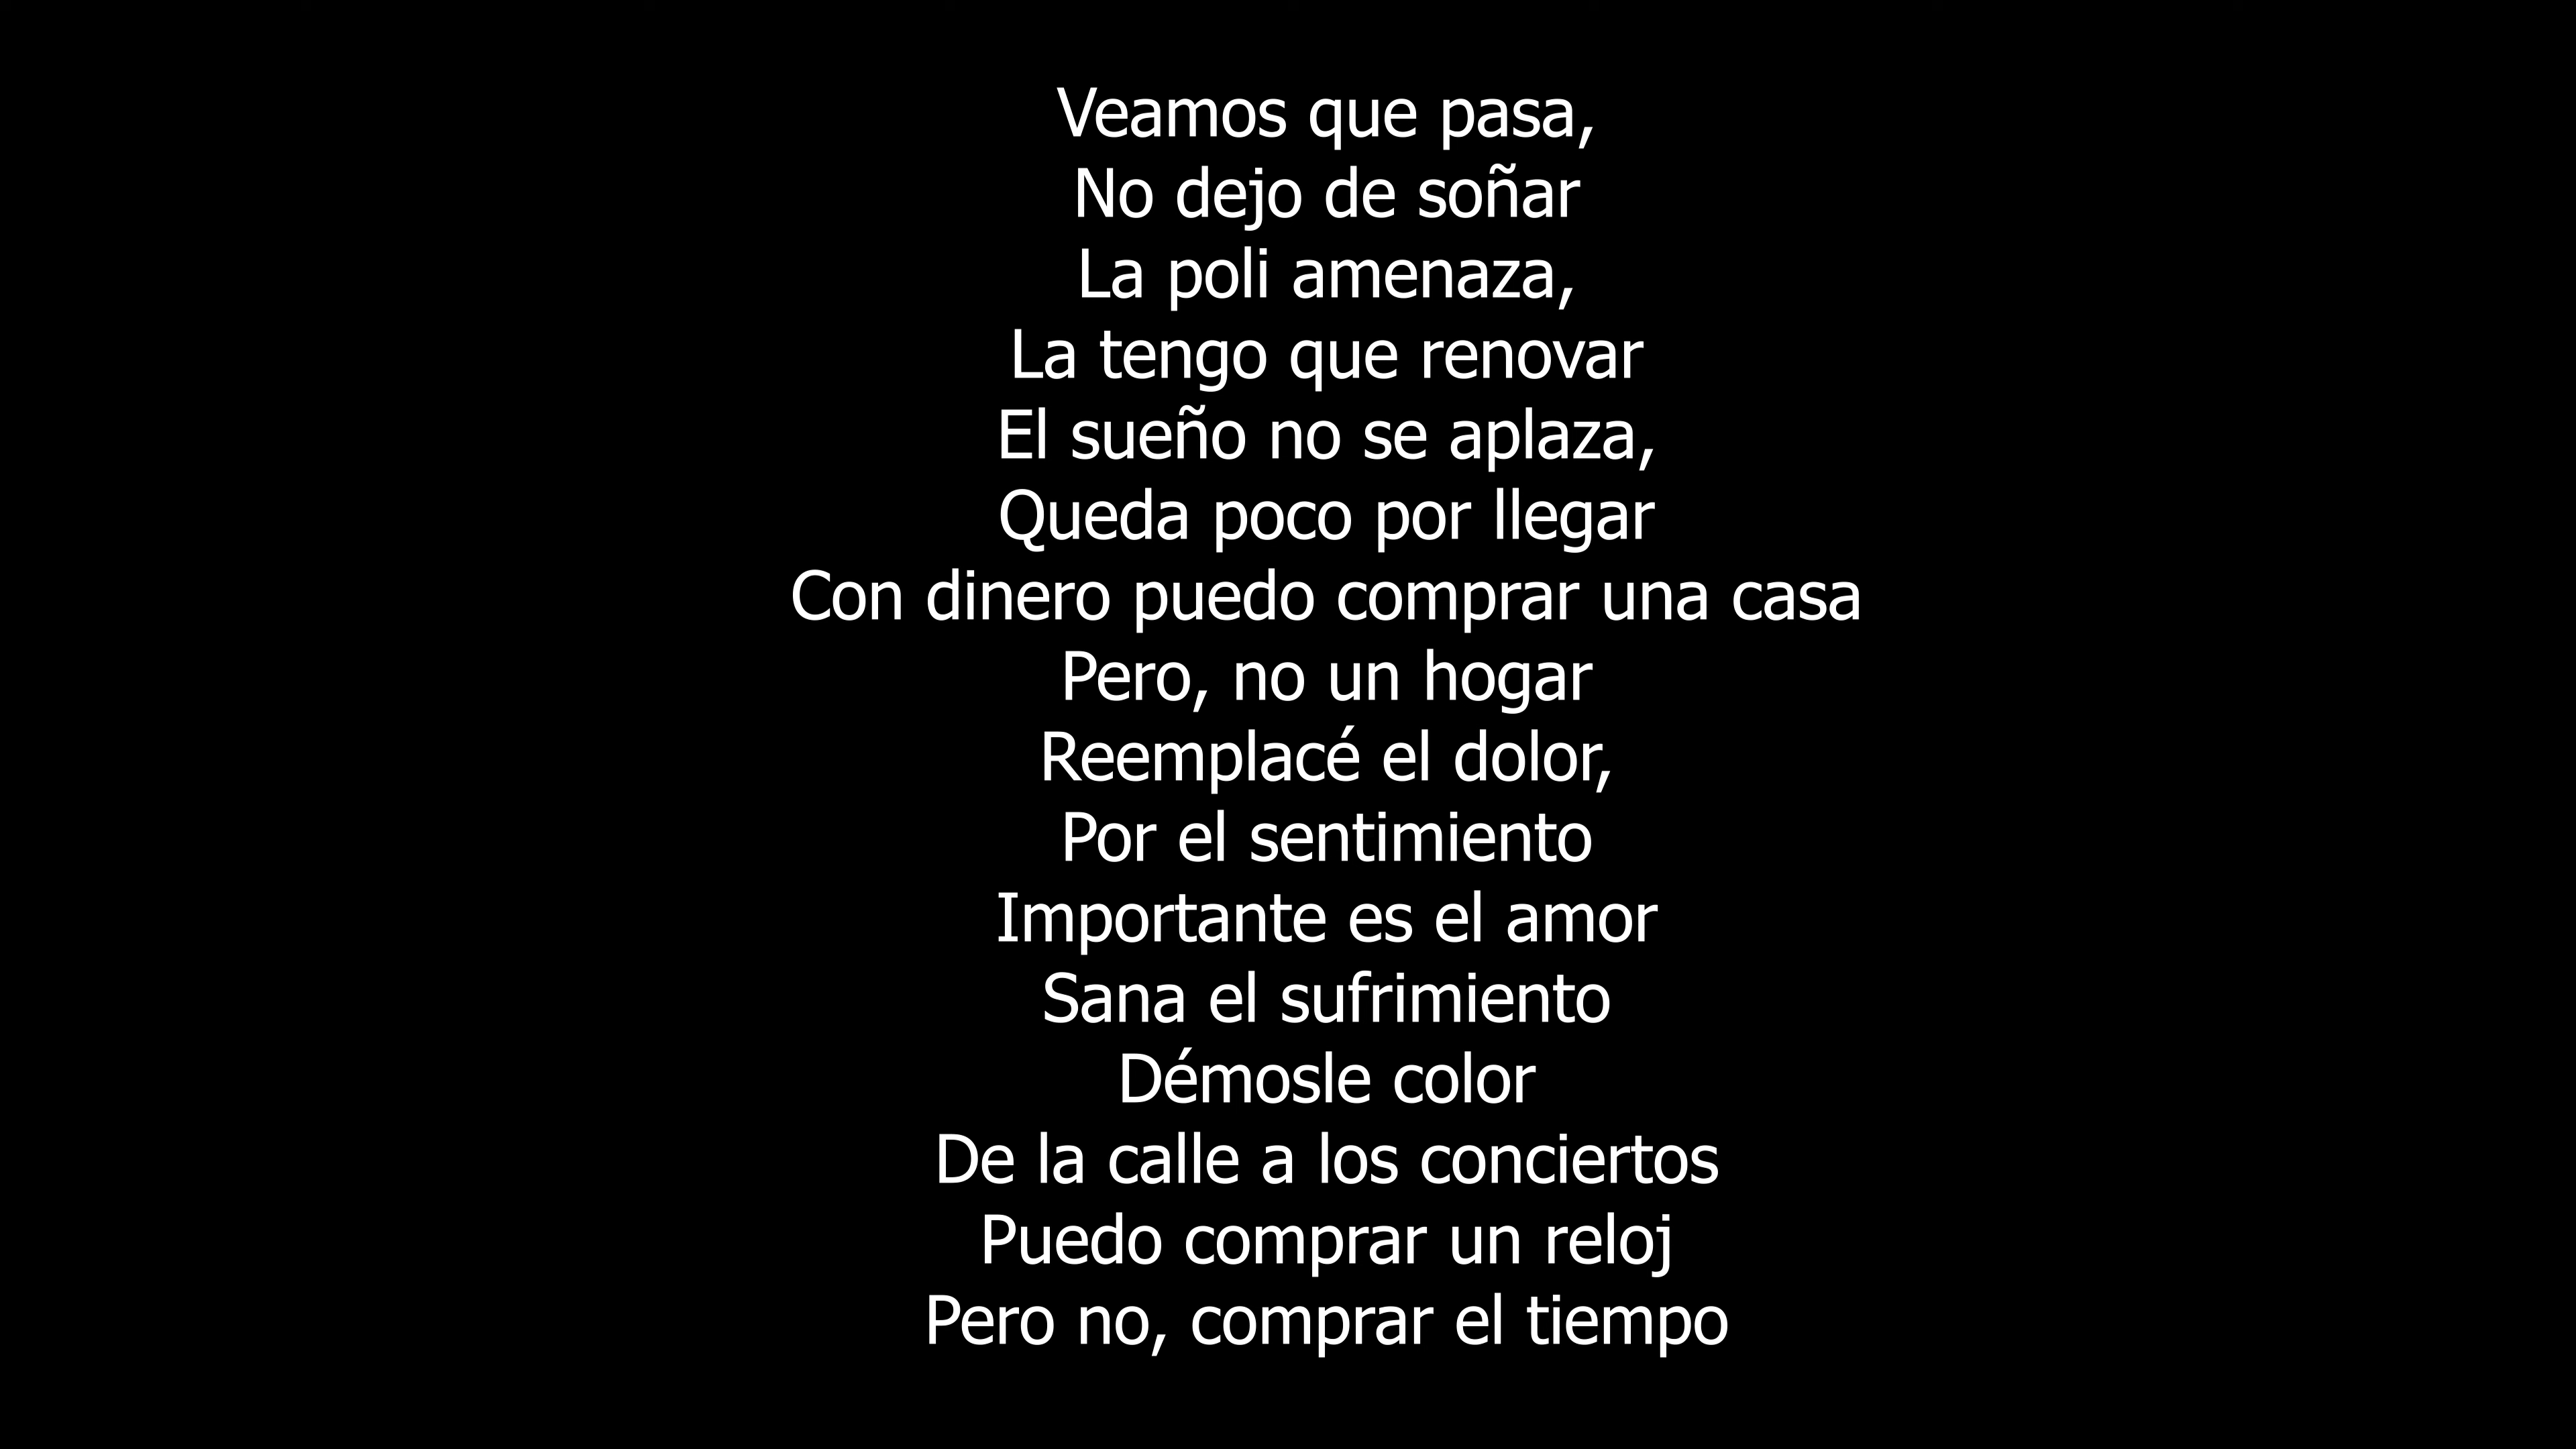 Veamos que pasa,
No dejo de soñar
La poli amenaza,
La tengo que renovar
El sueño no se aplaza,
Queda poco por llegar
Con dinero puedo comprar una casa
Pero, no un hogar
Reemplacé el dolor,
Por el sentimiento
Importante es el amor
Sana el sufrimiento
Démosle color
De la calle a los conciertos
Puedo comprar un reloj
Pero no, comprar el tiempo